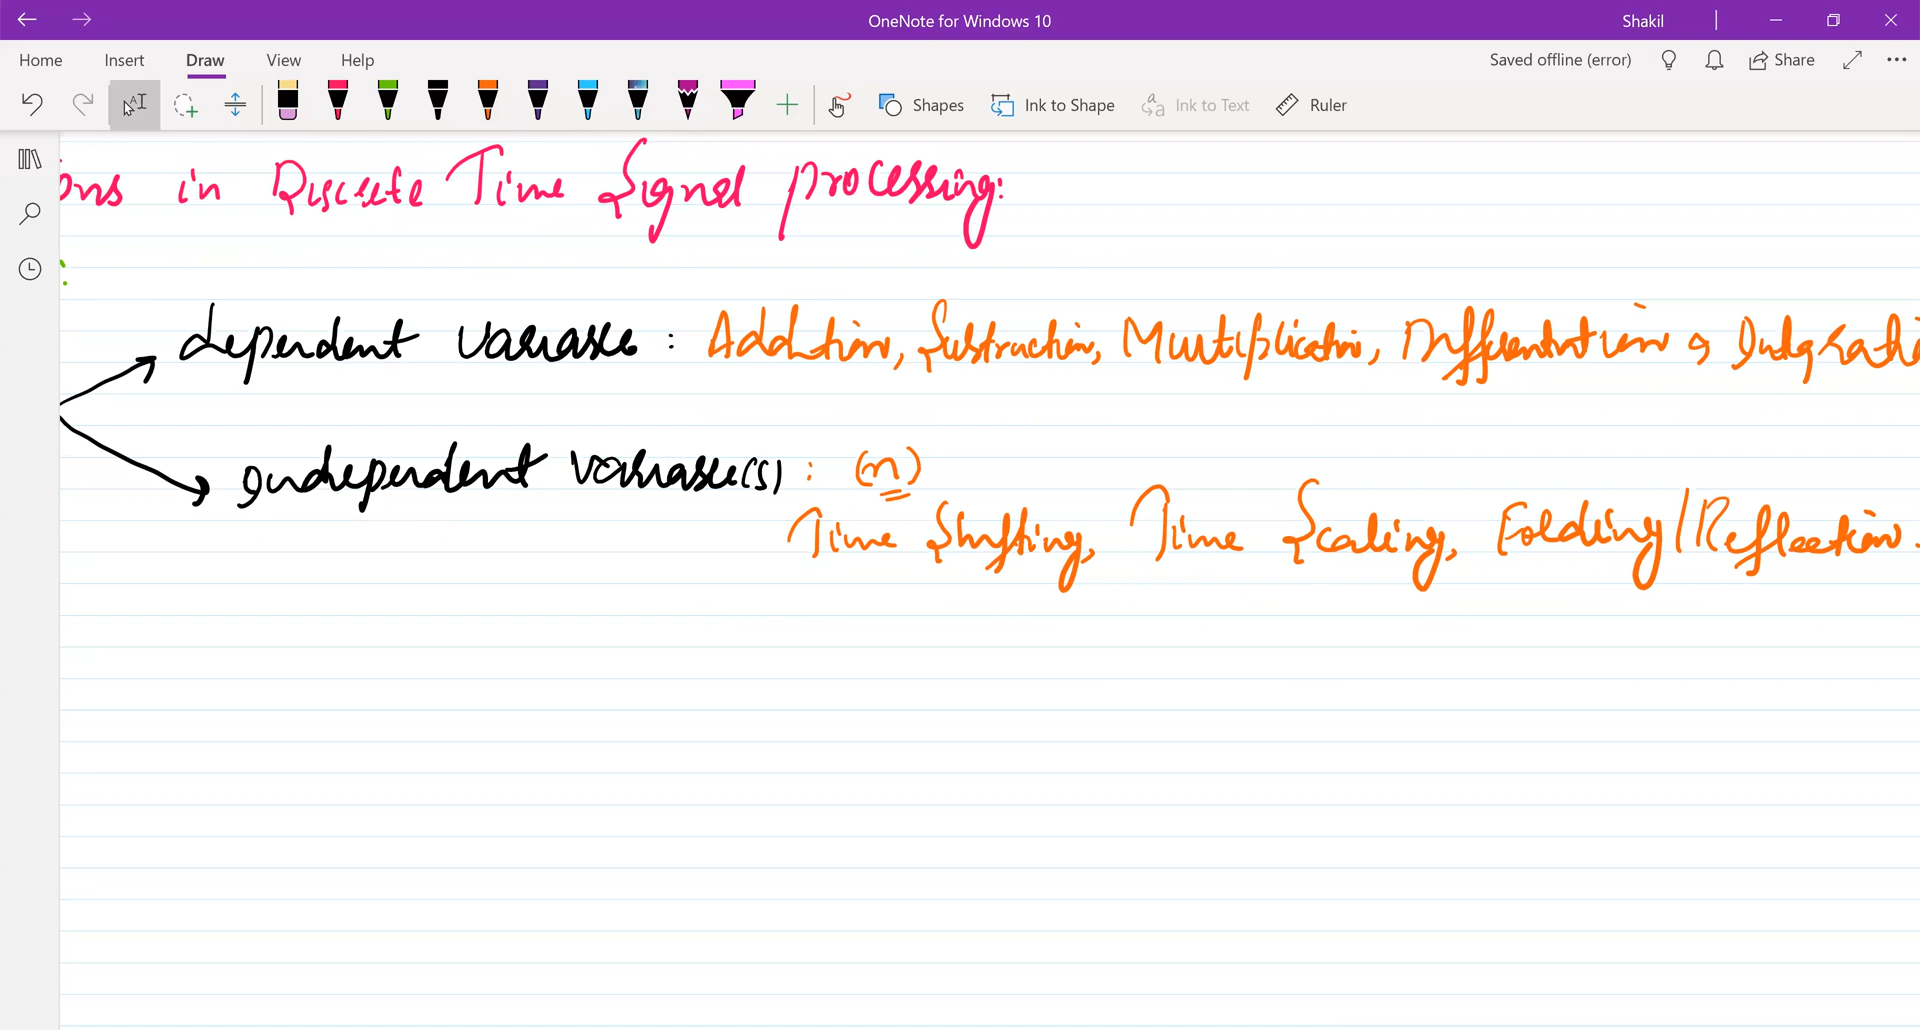 OneNote for Windows 10
Shakil
Home Insert Draw View Help
Saved offline (error) Share
Shapes Ink to Shape Ink to Text Ruler
ons in Discrete Time Signal processing:
:
dependent variable : Addition, Substraction, Multiplication, Differentiation & Integrati
Independent variable(s) : (n)
Time Shifting, Time Scaling, Folding/Reflection.